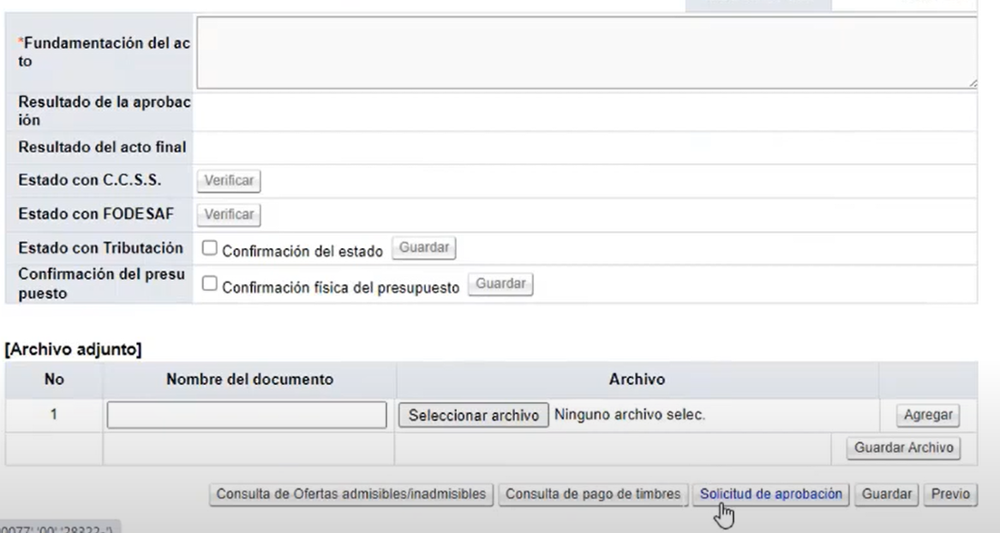 *Fundamentación del ac
to
Resultado de la aprobac
ión
Resultado del acto final
Estado con C.C.S.S. Verificar
Estado con FODESAF Verificar
Estado con Tributación Confirmación del estado Guardar
Confirmación del presu
puesto Confirmación física del presupuesto Guardar
[Archivo adjunto]
No Nombre del documento Archivo
1 Seleccionar archivo Ninguno archivo selec. Agregar
Guardar Archivo
Consulta de Ofertas admisibles/inadmisibles Consulta de pago de timbres Solicitud de aprobación Guardar Previo